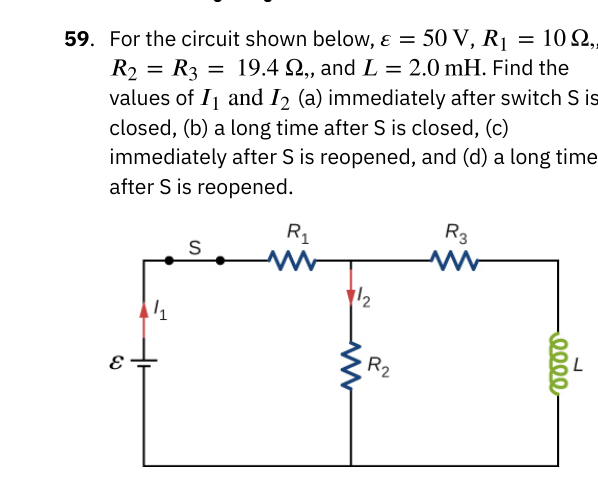 59. For the circuit shown below, ε = 50 V, R₁ = 10 Ω,,
R₂ = R₃ = 19.4 Ω,, and L = 2.0 mH. Find the
values of I₁ and I₂ (a) immediately after switch S is
closed, (b) a long time after S is closed, (c)
immediately after S is reopened, and (d) a long time
after S is reopened.
S
R₁
R₃
I₁
I₂
ε
R₂
L